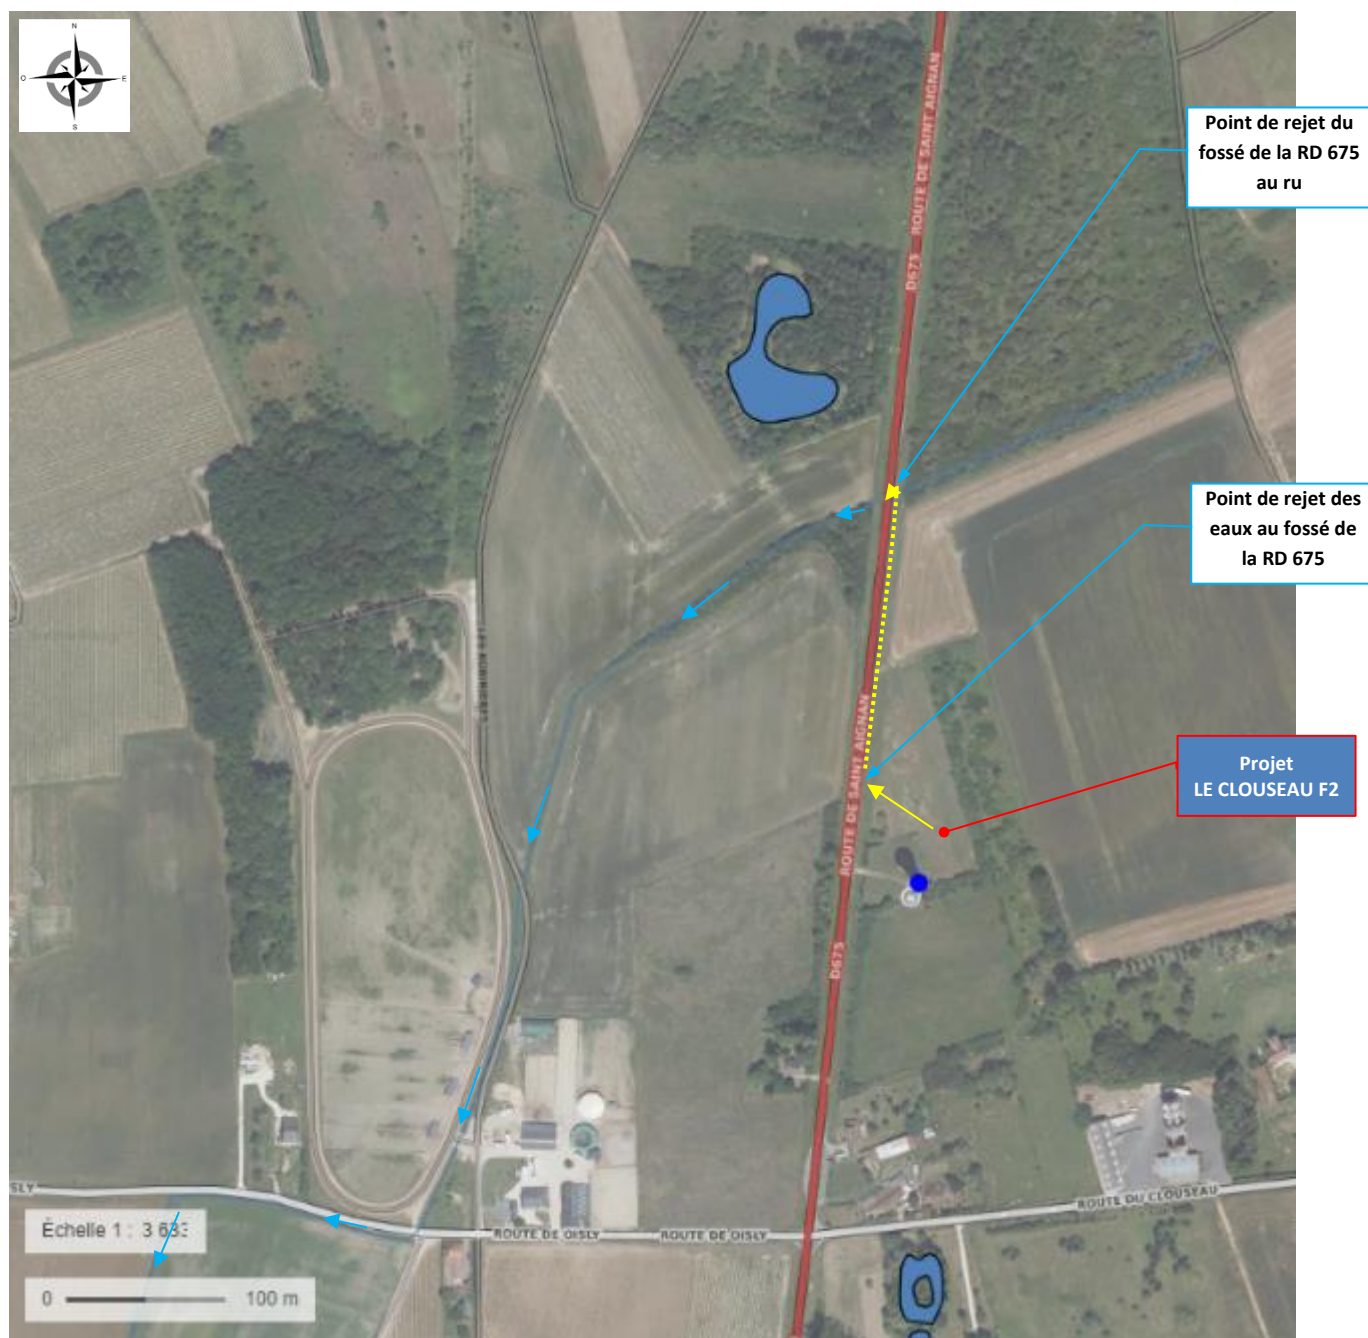 N
O
E
S
D675 ROUTE DE SAINT AIGNAN
Point de rejet du
fossé de la RD 675
au ru
Point de rejet des
eaux au fossé de
la RD 675
Projet
LE CLOUSEAU F2
D675 ROUTE DE SAINT AIGNAN
SLY
ROUTE DE OISLY
ROUTE DE OISLY
ROUTE DU CLOUSEAU
Échelle 1 : 3 633
0
100 m